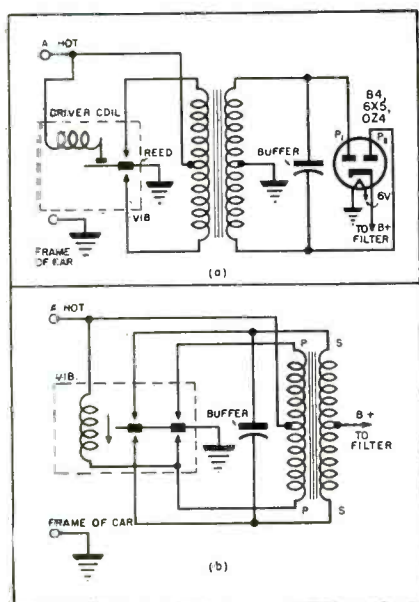 A HOT
DRIVER COIL
REED
VIB.
FRAME
OF CAR
BUFFER
84,
6X5,
OZ4
P₁
P₂
6V
TO B+
FILTER
(a)
A HOT
VIB.
BUFFER
P
S
B+
TO
FILTER
P
S
FRAME OF CAR
(b)